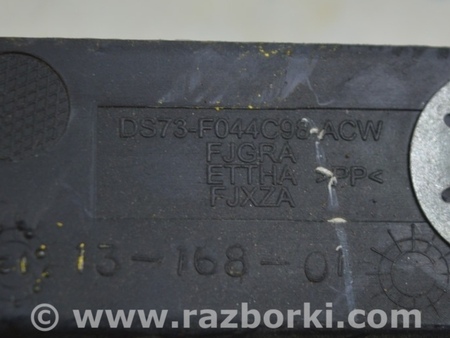 DS73-F044C98-ACW
FJGRA
ETTHA >PP<
FJXZA
13-168-01
© www.razborki.com